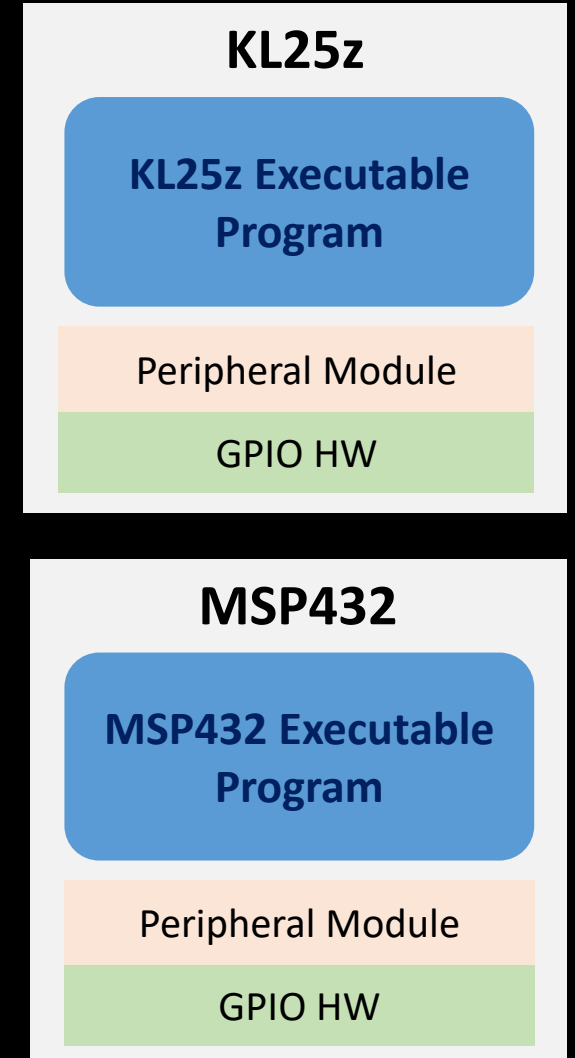 KL25z
KL25z Executable
Program
Peripheral Module
GPIO HW
MSP432
MSP432 Executable
Program
Peripheral Module
GPIO HW